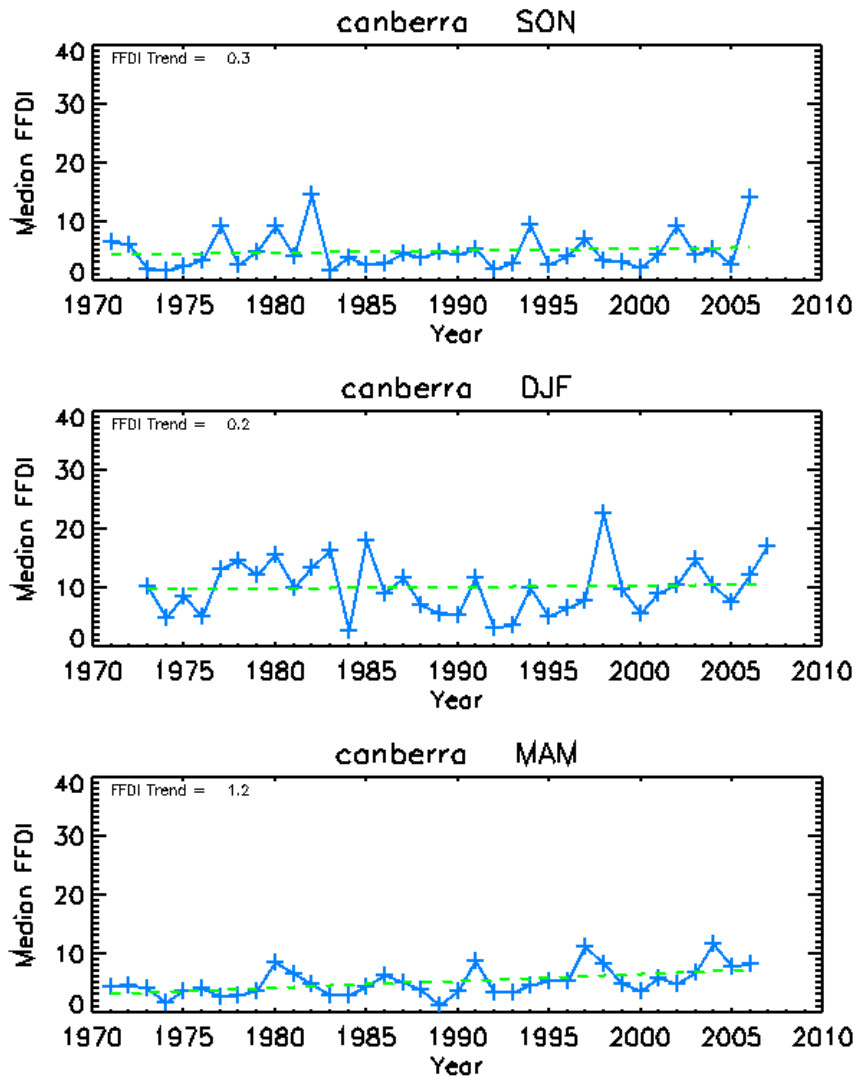 canberra SON
FFDI Trend = 0.3
40
30
20
10
0
Median FFDI
1970 1975 1980 1985 1990 1995 2000 2005 2010
Year
canberra DJF
FFDI Trend = 0.2
40
30
20
10
0
Median FFDI
1970 1975 1980 1985 1990 1995 2000 2005 2010
Year
canberra MAM
FFDI Trend = 1.2
40
30
20
10
0
Median FFDI
1970 1975 1980 1985 1990 1995 2000 2005 2010
Year